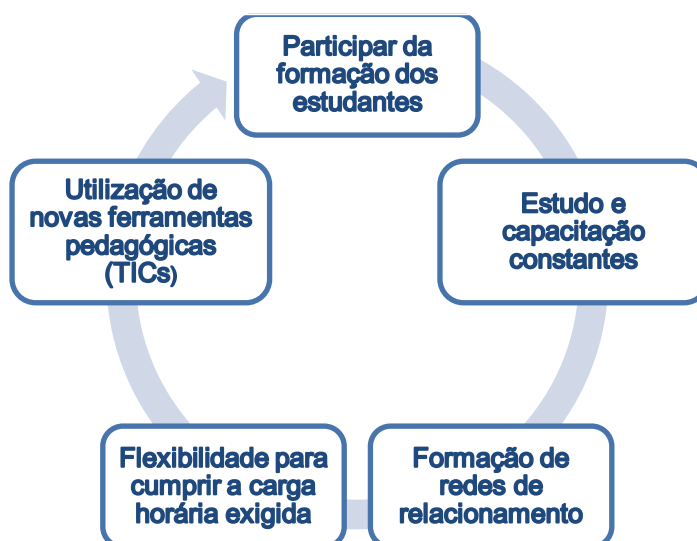 Participar da
formação dos
estudantes
Estudo e
capacitação
constantes
Formação de
redes de
relacionamento
Flexibilidade para
cumprir a carga
horária exigida
Utilização de
novas ferramentas
pedagógicas
(TICs)